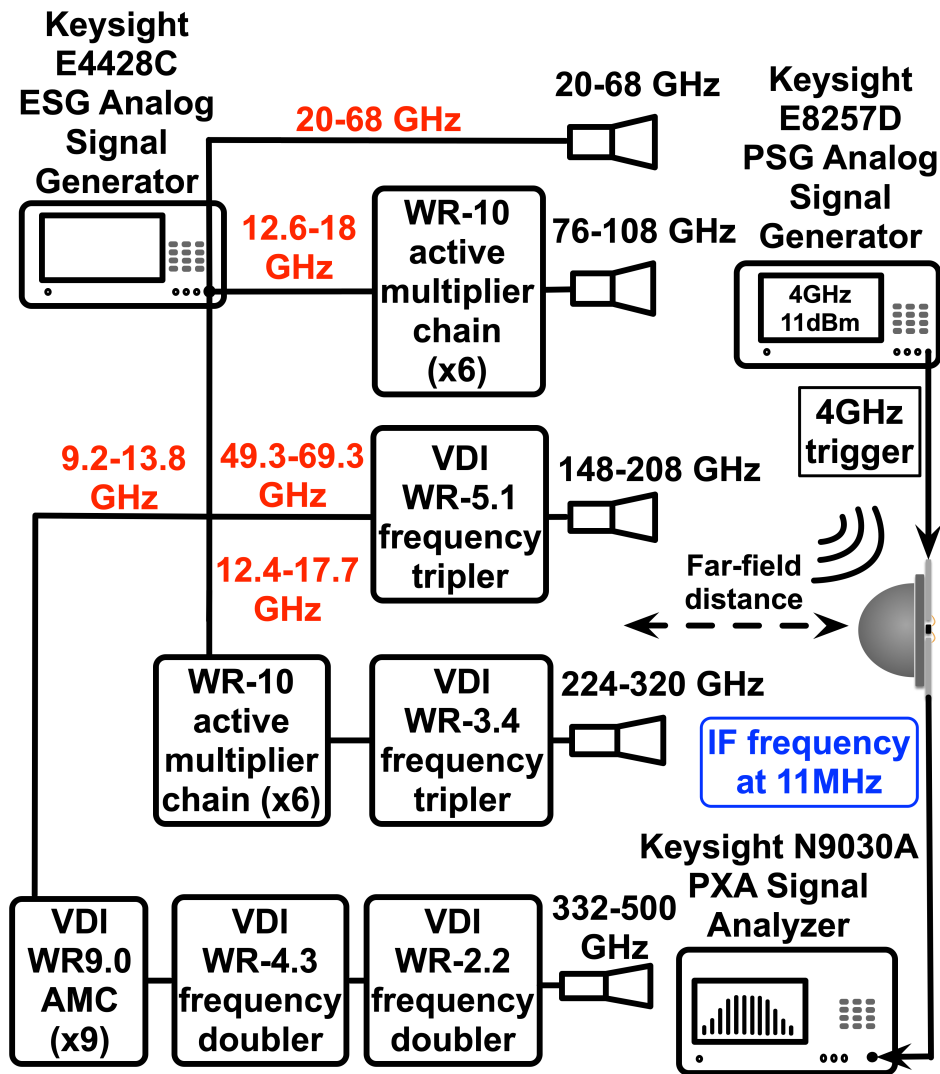 Keysight
E4428C
ESG Analog
Signal
Generator
20-68 GHz
20-68 GHz
Keysight
E8257D
PSG Analog
Signal
Generator
12.6-18
GHz
WR-10
active
multiplier
chain
(x6)
76-108 GHz
4GHz
11dBm
4GHz
trigger
9.2-13.8
GHz
49.3-69.3
GHz
VDI
WR-5.1
frequency
tripler
148-208 GHz
12.4-17.7
GHz
Far-field
distance
WR-10
active
multiplier
chain (x6)
VDI
WR-3.4
frequency
tripler
224-320 GHz
IF frequency
at 11MHz
Keysight N9030A
PXA Signal
Analyzer
VDI
WR9.0
AMC
(x9)
VDI
WR-4.3
frequency
doubler
VDI
WR-2.2
frequency
doubler
332-500
GHz